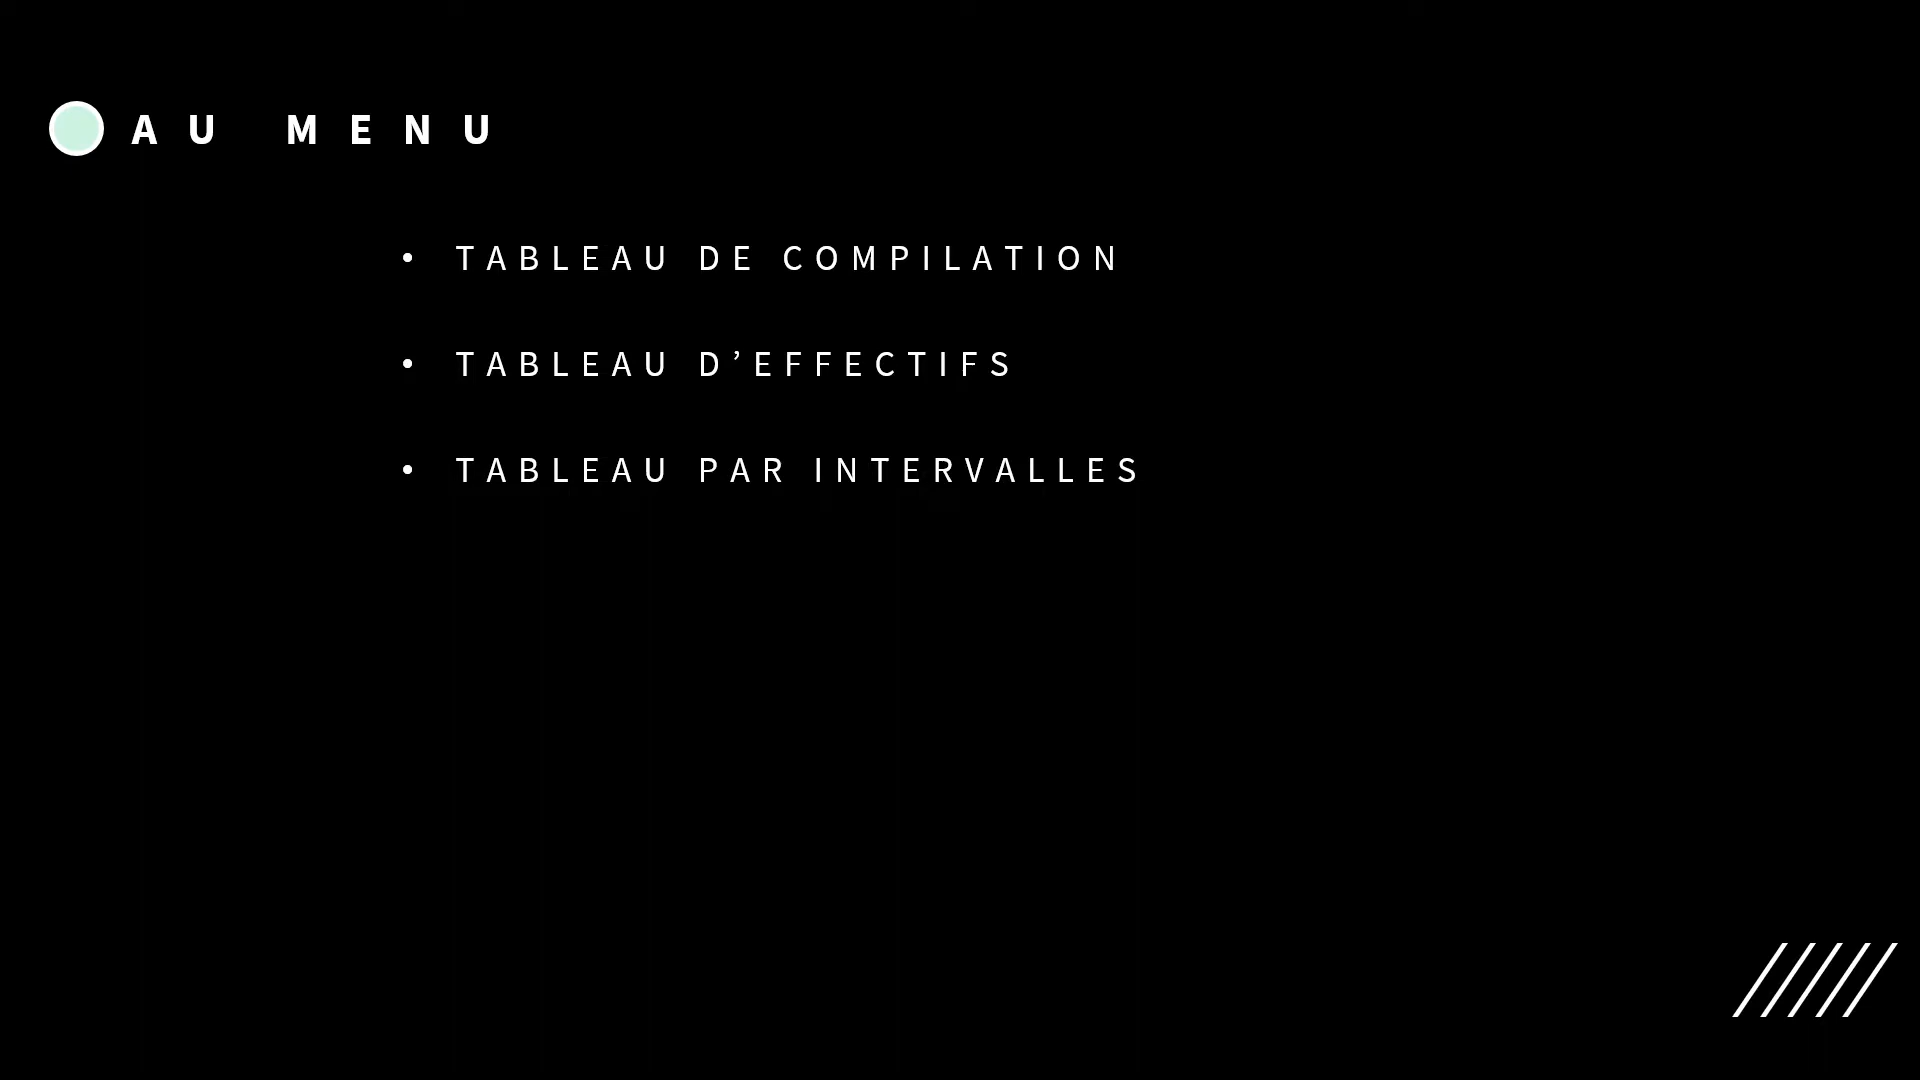 AU MENU
• TABLEAU DE COMPILATION
• TABLEAU D’EFFECTIFS
• TABLEAU PAR INTERVALLES